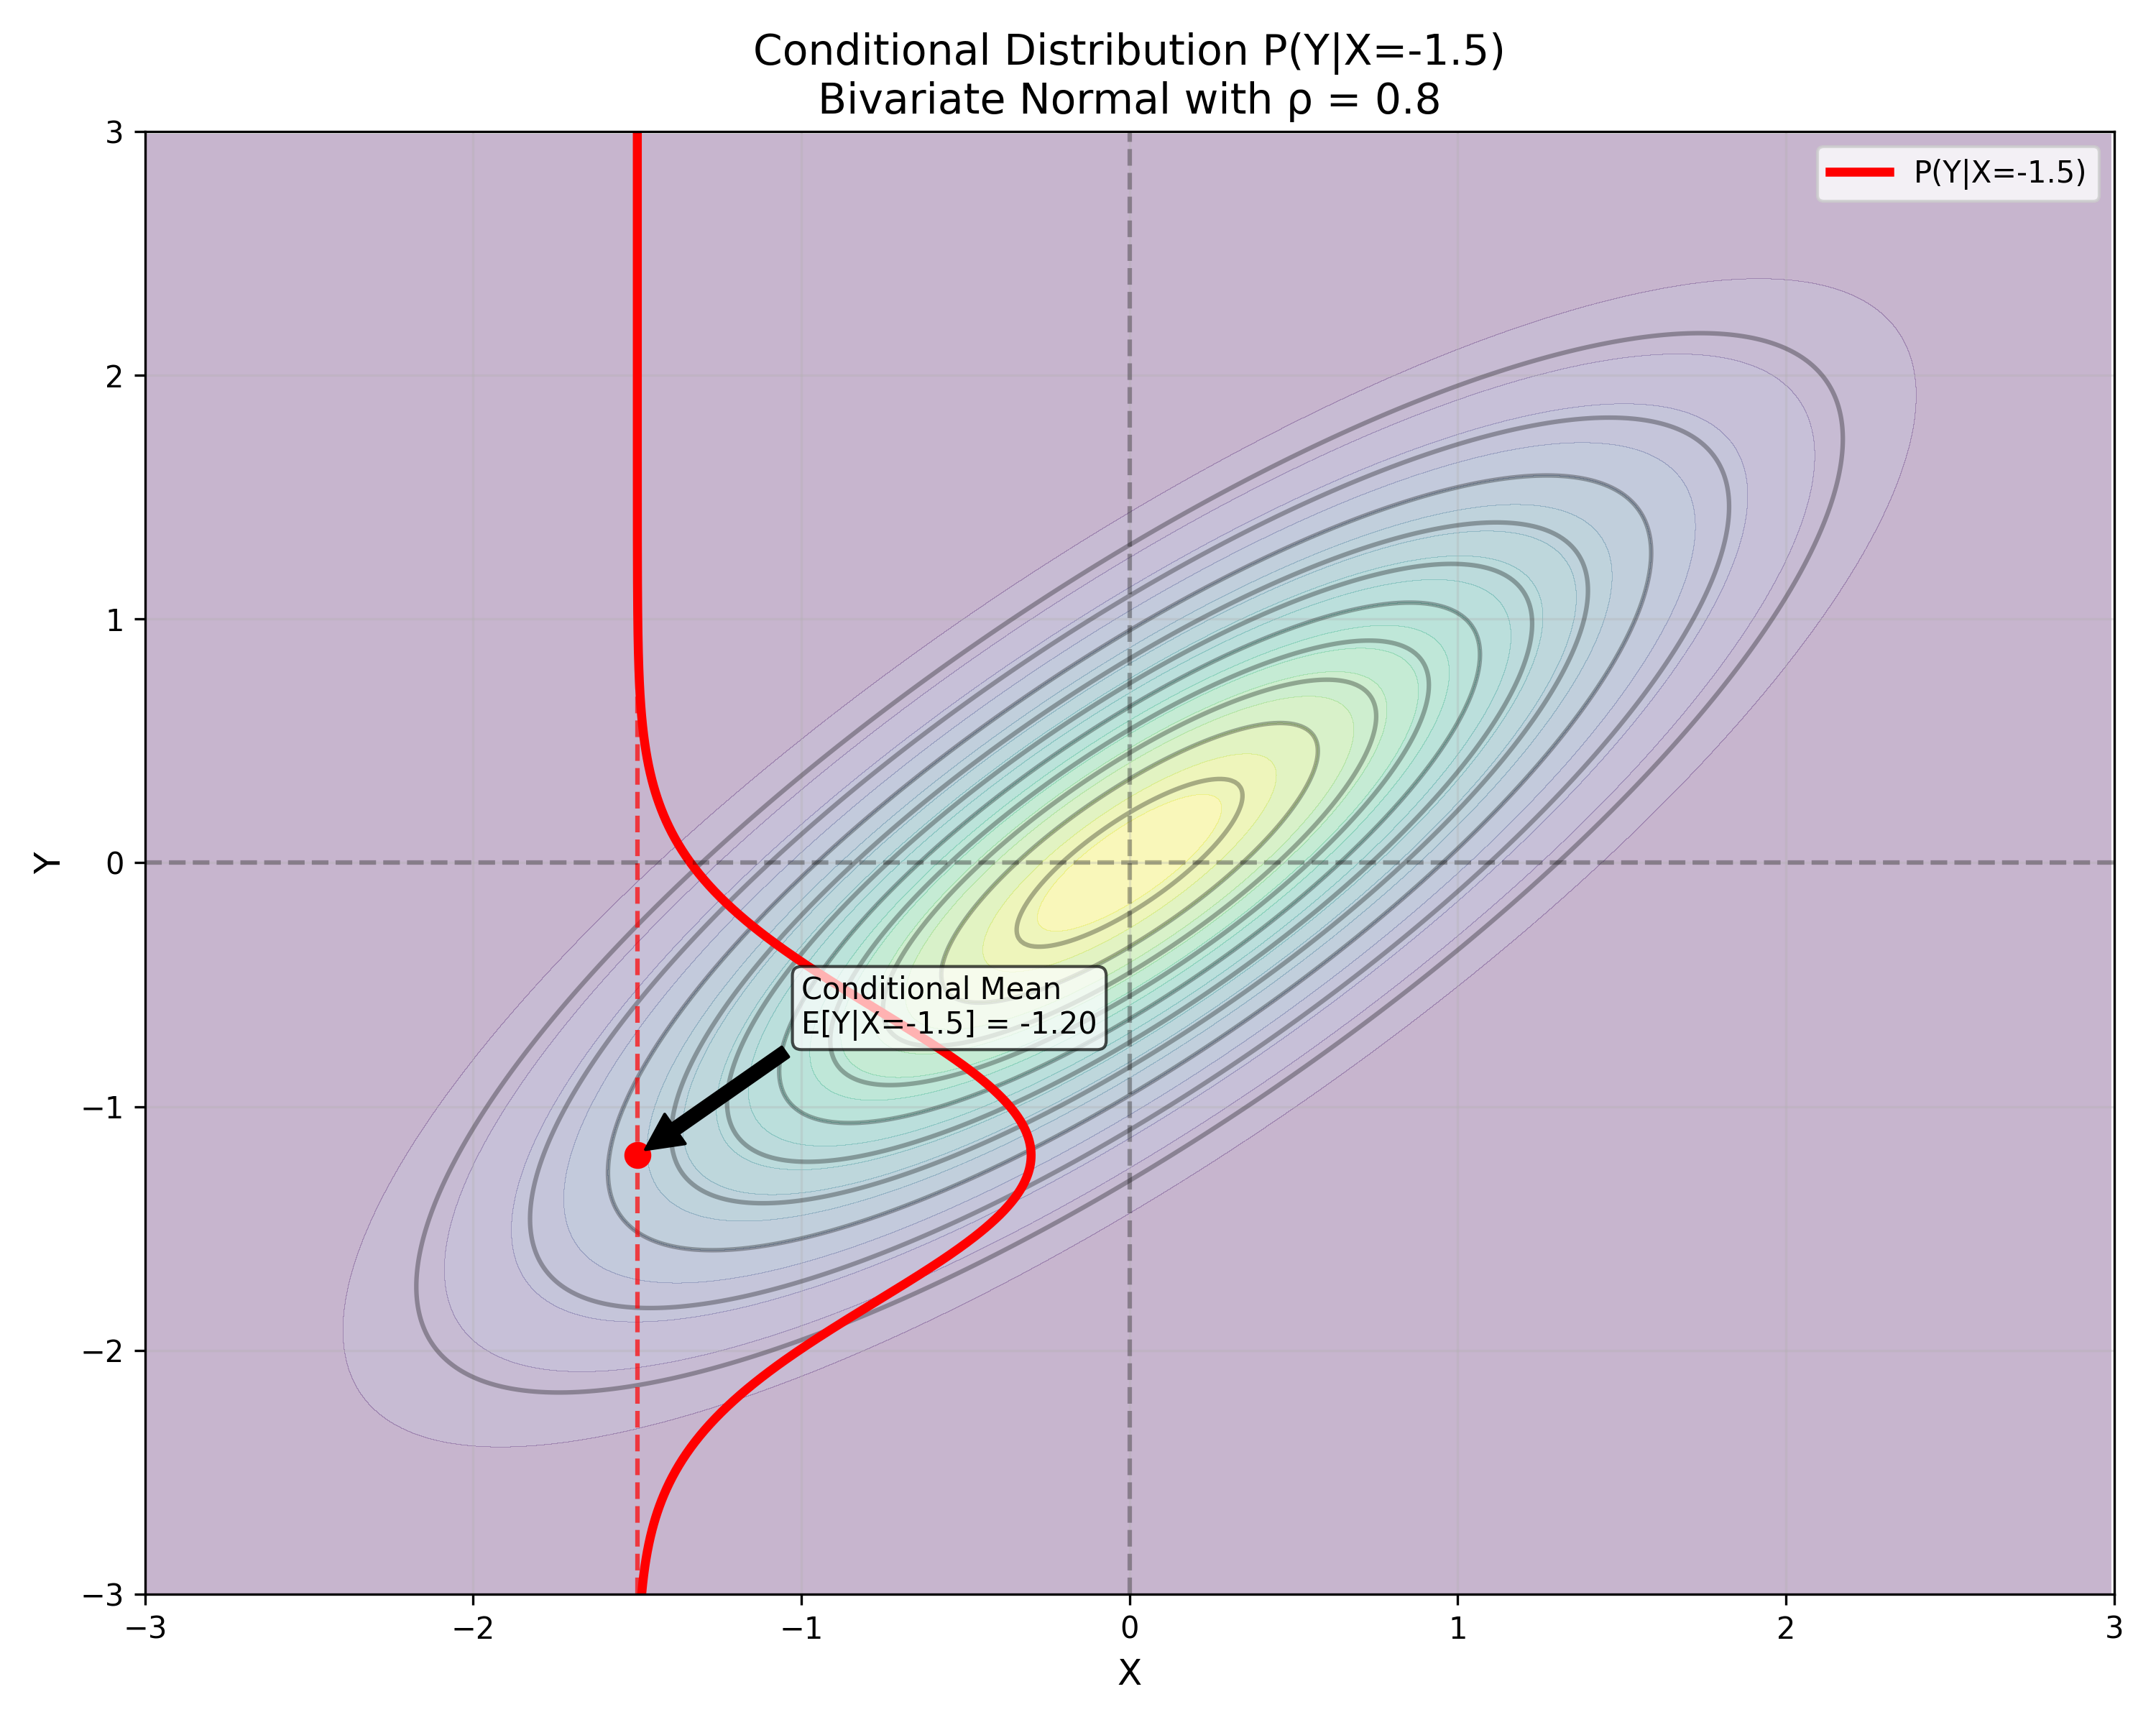 Conditional Distribution P(Y|X=-1.5)
Bivariate Normal with ρ = 0.8
P(Y|X=-1.5)
3
2
1
0
−1
−2
−3
Y
Conditional Mean
E[Y|X=-1.5] = -1.20
−3
−2
−1
0
1
2
3
X